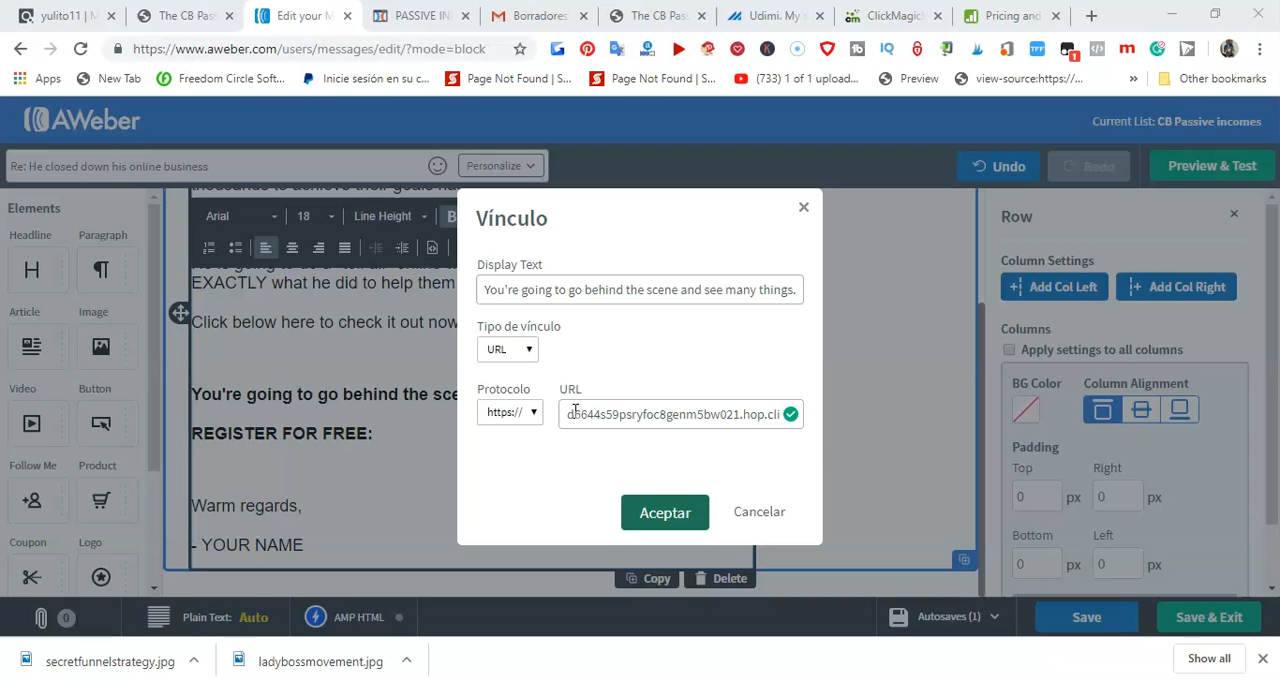 yulito11 | M
The CB Pas
Edit your M
PASSIVE IN
Borradores
The CB Pas
Udimi. My
ClickMagic
Pricing and
https://www.aweber.com/users/messages/edit/?mode=block
Apps
New Tab
Freedom Circle Soft...
Inicie sesión en su c...
Page Not Found | S...
Page Not Found | S...
(733) 1 of 1 upload...
Preview
view-source:https://...
»
Other bookmarks
AWeber
Current List: CB Passive incomes
Re: He closed down his online business
Personalize
Undo
Redo
Preview & Test
Elements
Headline
Paragraph
Article
Image
Video
Button
Follow Me
Product
Coupon
Logo
Arial
18
Line Height
B
EXACTLY what he did to help them
Click below here to check it out now
You're going to go behind the sce
REGISTER FOR FREE:
Warm regards,
- YOUR NAME
Copy
Delete
Vínculo
Display Text
You're going to go behind the scene and see many things.
Tipo de vínculo
URL
Protocolo
URL
https://
d5644s59psryfoc8genm5bw021.hop.cli
Aceptar
Cancelar
Row
Column Settings
Add Col Left
Add Col Right
Columns
Apply settings to all columns
BG Color
Column Alignment
Padding
Top
Right
0 px
0 px
Bottom
Left
0 px
0 px
0
Plain Text: Auto
AMP HTML
Autosaves (1)
Save
Save & Exit
secretfunnelstrategy.jpg
ladybossmovement.jpg
Show all